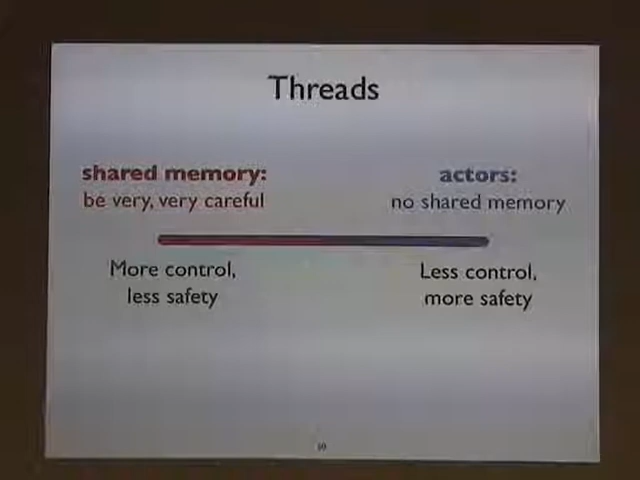 Threads
shared memory:
be very, very careful
actors:
no shared memory
More control,
less safety
Less control,
more safety